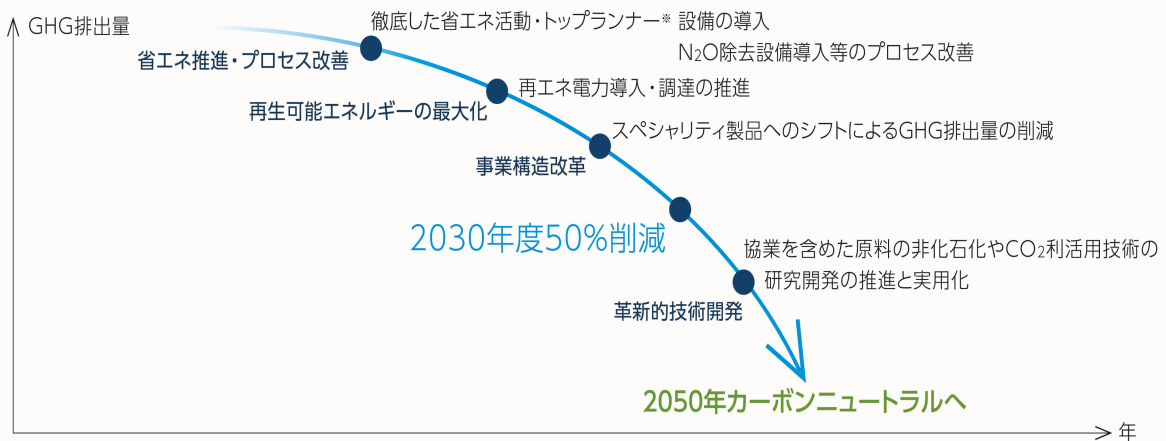 GHG排出量
徹底した省エネ活動・トップランナー※ 設備の導入
N2O除去設備導入等のプロセス改善
省エネ推進・プロセス改善
再エネ電力導入・調達の推進
再生可能エネルギーの最大化
スペシャリティ製品へのシフトによるGHG排出量の削減
事業構造改革
2030年度50%削減
協業を含めた原料の非化石化やCO2利活用技術の
研究開発の推進と実用化
革新的技術開発
2050年カーボンニュートラルへ
年